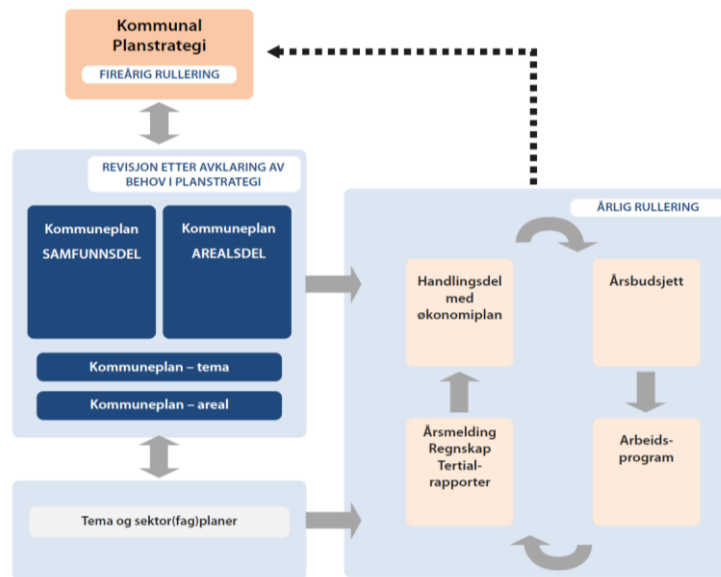 Kommunal
Planstrategi
FIREÅRIG RULLERING
REVISJON ETTER AVKLARING AV
BEHOV I PLANSTRATEGI
Kommuneplan
SAMFUNNSDEL
Kommuneplan
AREALSDEL
Kommuneplan – tema
Kommuneplan – areal
Tema og sektor(fag)planer
ÅRLIG RULLERING
Handlingsdel
med
økonomiplan
Årsbudsjett
Årsmelding
Regnskap
Tertial-
rapporter
Arbeids-
program